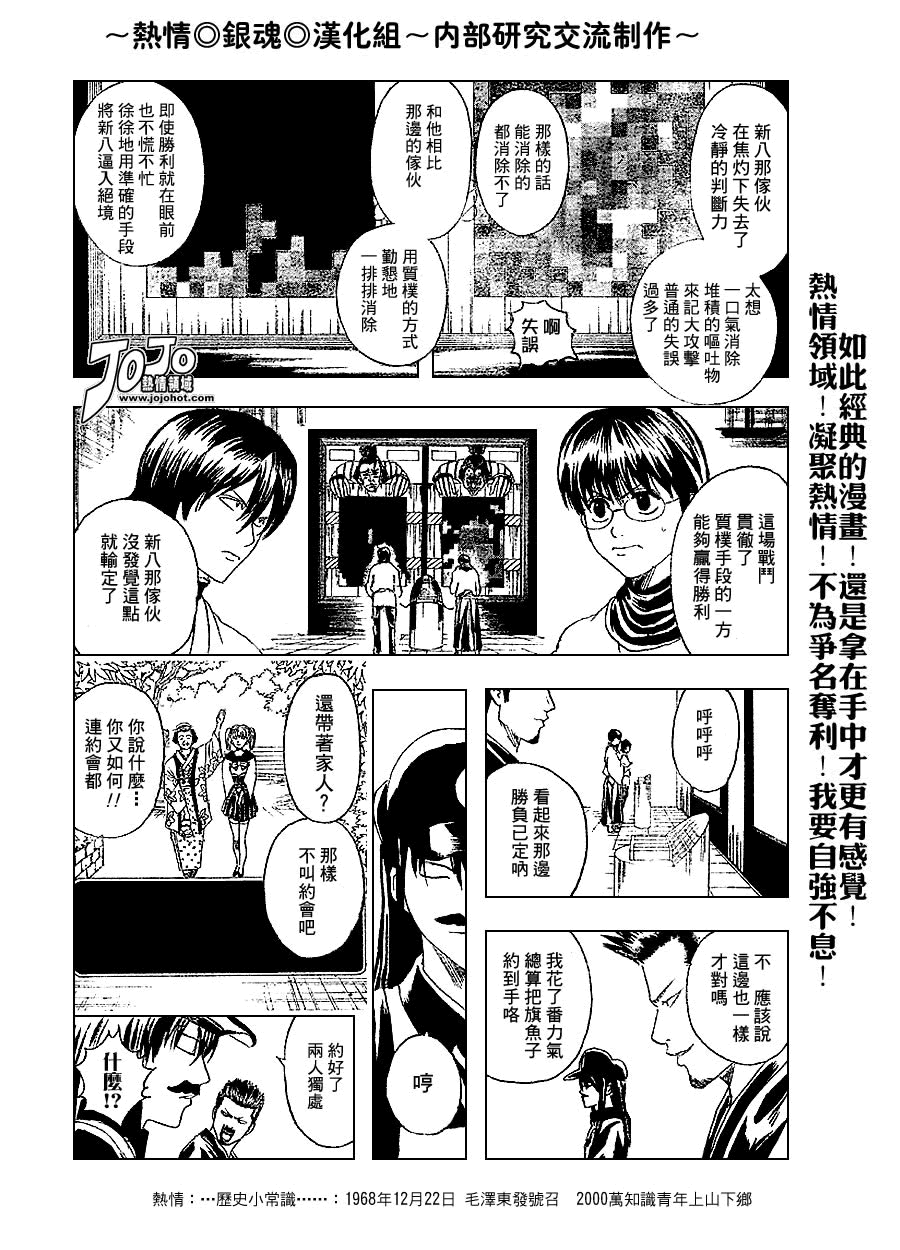 ～熱情◎銀魂◎漢化組～内部研究交流制作～
新八那傢伙
在焦灼下失去了
冷靜的判斷力
太想
一口氣消除
堆積的嘔吐物
來記大攻擊
普通的失誤
過多了
那樣的話
能消除的
都消除不了
啊
失誤
和他相比
那邊的傢伙
用質樸的方式
勤懇地
一排排消除
即使勝利就在眼前
也不慌不忙
徐徐地用準確的手段
將新八逼入絕境
JOJO
熱情領域
www.jojohot.com
這場戰鬥
貫徹了
質樸手段的一方
能夠贏得勝利
新八那傢伙
沒發覺這點
就輸定了
呼呼呼
看起來那邊
勝負已定吶
不 應該說
這邊也一樣
才對嗎
我花了番力氣
總算把旗魚子
約到手咯
哼
還帶著家人?
那樣
不叫約會吧
你說什麼…
你又如何!!
連約會都
約好了
兩人獨處
什麼!?
如此經典的漫畫！還是拿在手中才更有感覺！
熱情領域！凝聚熱情！不為爭名奪利！我要自強不息！
熱情：…歷史小常識……：1968年12月22日 毛澤東發號召 2000萬知識青年上山下鄉